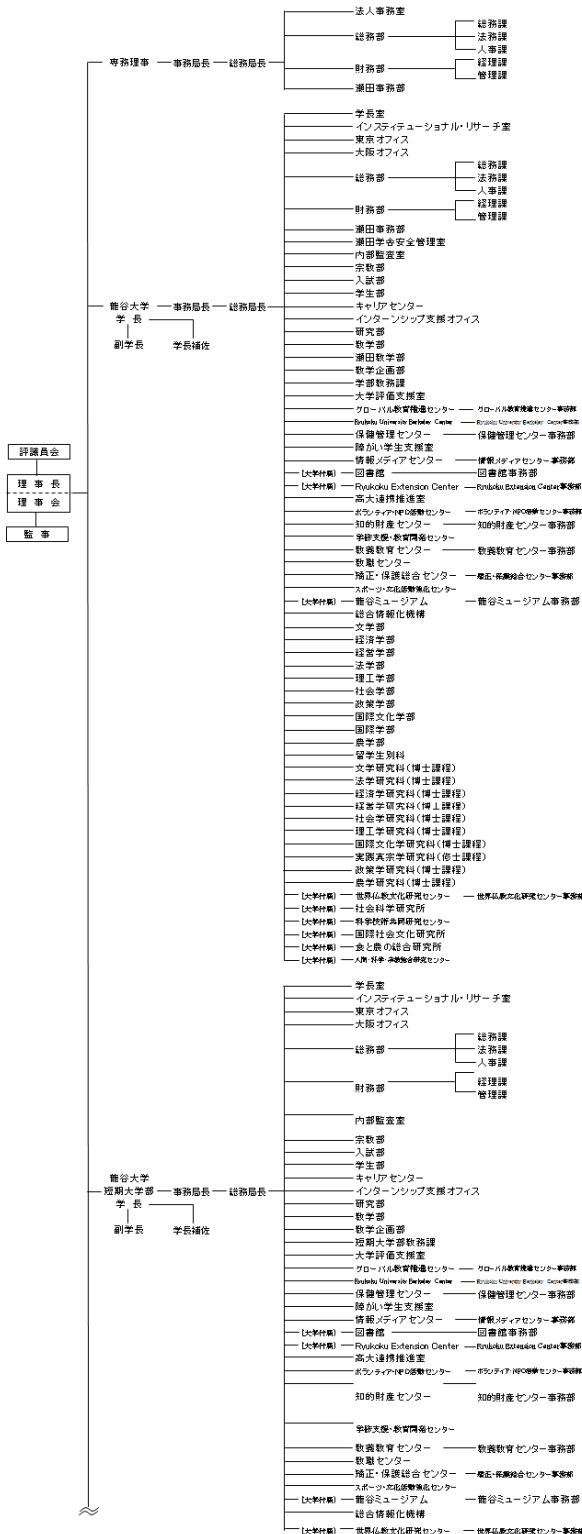 評議員会
理事長
理事会
監事
専務理事 事務局長 総務局長
法人事務室
総務部
総務課
法務課
人事課
財務部
経理課
管理課
瀬田事務部
龍谷大学
学長
事務局長 総務局長
副学長 学長補佐
学長室
インスティテューショナル・リサーチ室
東京オフィス
大阪オフィス
総務部
総務課
法務課
人事課
財務部
経理課
管理課
瀬田事務部
瀬田学舎安全管理室
内部監査室
宗教部
入試部
学生部
キャリアセンター
インターンシップ支援オフィス
研究部
教学部
瀬田教学部
教学企画部
学部教務課
大学評価支援室
グローバル教育推進センター グローバル教育推進センター事務部
Ryukoku University Berkeley Center Ryukoku University Berkeley Center事務部
保健管理センター 保健管理センター事務部
障がい学生支援室
情報メディアセンター 情報メディアセンター事務部
[大学付属] 図書館 図書館事務部
[大学付属] Ryukoku Extension Center Ryukoku Extension Center事務部
高大連携推進室
ボランティア・NPO活動センター ボランティア・NPO活動センター事務部
知的財産センター 知的財産センター事務部
学修支援・教育開発センター
教養教育センター 教養教育センター事務部
教職センター
矯正・保護総合センター 矯正・保護総合センター事務部
スポーツ・文化活動強化センター
[大学付属] 龍谷ミュージアム 龍谷ミュージアム事務部
総合情報化機構
文学部
経済学部
経営学部
法学部
理工学部
社会学部
政策学部
国際文化学部
国際学部
農学部
留学生別科
文学研究科(博士課程)
法学研究科(博士課程)
経済学研究科(博士課程)
経営学研究科(博士課程)
社会学研究科(博士課程)
理工学研究科(博士課程)
国際文化学研究科(博士課程)
実践真宗学研究科(修士課程)
政策学研究科(博士課程)
農学研究科(博士課程)
[大学付属] 世界仏教文化研究センター 世界仏教文化研究センター事務部
[大学付属] 社会科学研究所
[大学付属] 科学技術共同研究センター
[大学付属] 国際社会文化研究所
[大学付属] 食と農の総合研究所
[大学付属] 人間・科学・宗教総合研究センター
龍谷大学
短期大学部
学長
事務局長 総務局長
副学長 学長補佐
学長室
インスティテューショナル・リサーチ室
東京オフィス
大阪オフィス
総務部
総務課
法務課
人事課
財務部
経理課
管理課
内部監査室
宗教部
入試部
学生部
キャリアセンター
インターンシップ支援オフィス
研究部
教学部
教学企画部
短期大学部教務課
大学評価支援室
グローバル教育推進センター グローバル教育推進センター事務部
Ryukoku University Berkeley Center Ryukoku University Berkeley Center事務部
保健管理センター 保健管理センター事務部
障がい学生支援室
情報メディアセンター 情報メディアセンター事務部
[大学付属] 図書館 図書館事務部
[大学付属] Ryukoku Extension Center Ryukoku Extension Center事務部
高大連携推進室
ボランティア・NPO活動センター ボランティア・NPO活動センター事務部
知的財産センター 知的財産センター事務部
学修支援・教育開発センター
教養教育センター 教養教育センター事務部
教職センター
矯正・保護総合センター 矯正・保護総合センター事務部
スポーツ・文化活動強化センター
[大学付属] 龍谷ミュージアム 龍谷ミュージアム事務部
総合情報化機構
[大学付属] 世界仏教文化研究センター 世界仏教文化研究センター事務部